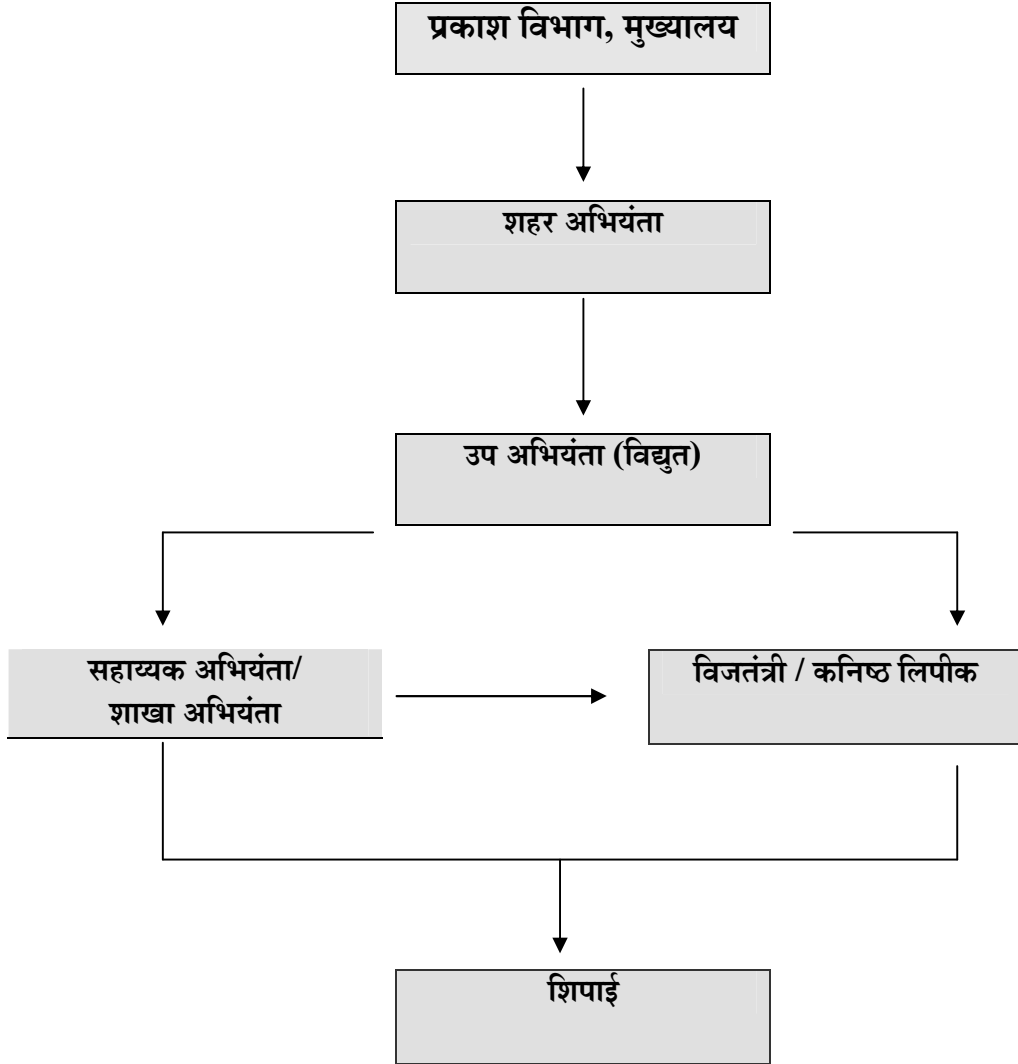 प्रकाश विभाग, मुख्यालय
शहर अभियंता
उप अभियंता (विद्युत)
सहाय्यक अभियंता/
शाखा अभियंता
विजतंत्री / कनिष्ठ लिपीक
शिपाई